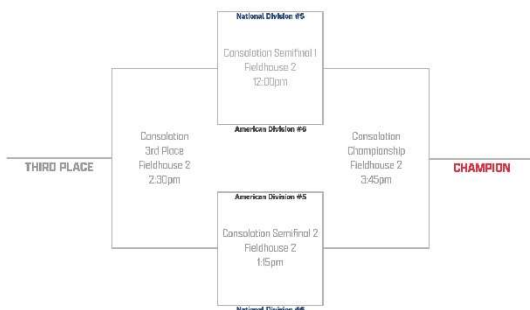 National Division #5
Consolation Semifinal 1
Fieldhouse 2
12:00pm
American Division #6
Consolation
3rd Place
Fieldhouse 2
2:30pm
THIRD PLACE
Consolation
Championship
Fieldhouse 2
3:45pm
CHAMPION
American Division #5
Consolation Semifinal 2
Fieldhouse 2
1:15pm
National Division #6